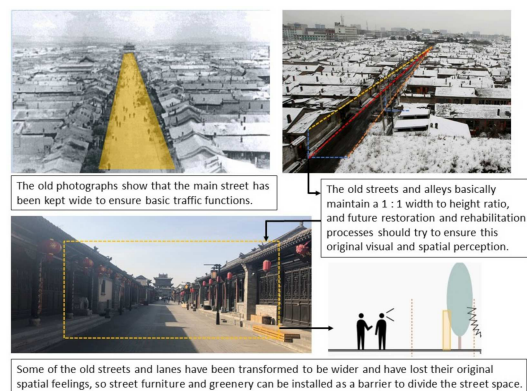 The old photographs show that the main street has
been kept wide to ensure basic traffic functions.
The old streets and alleys basically
maintain a 1 : 1 width to height ratio,
and future restoration and rehabilitation
processes should try to ensure this
original visual and spatial perception.
Some of the old streets and lanes have been transformed to be wider and have lost their original
spatial feelings, so street furniture and greenery can be installed as a barrier to divide the street space.